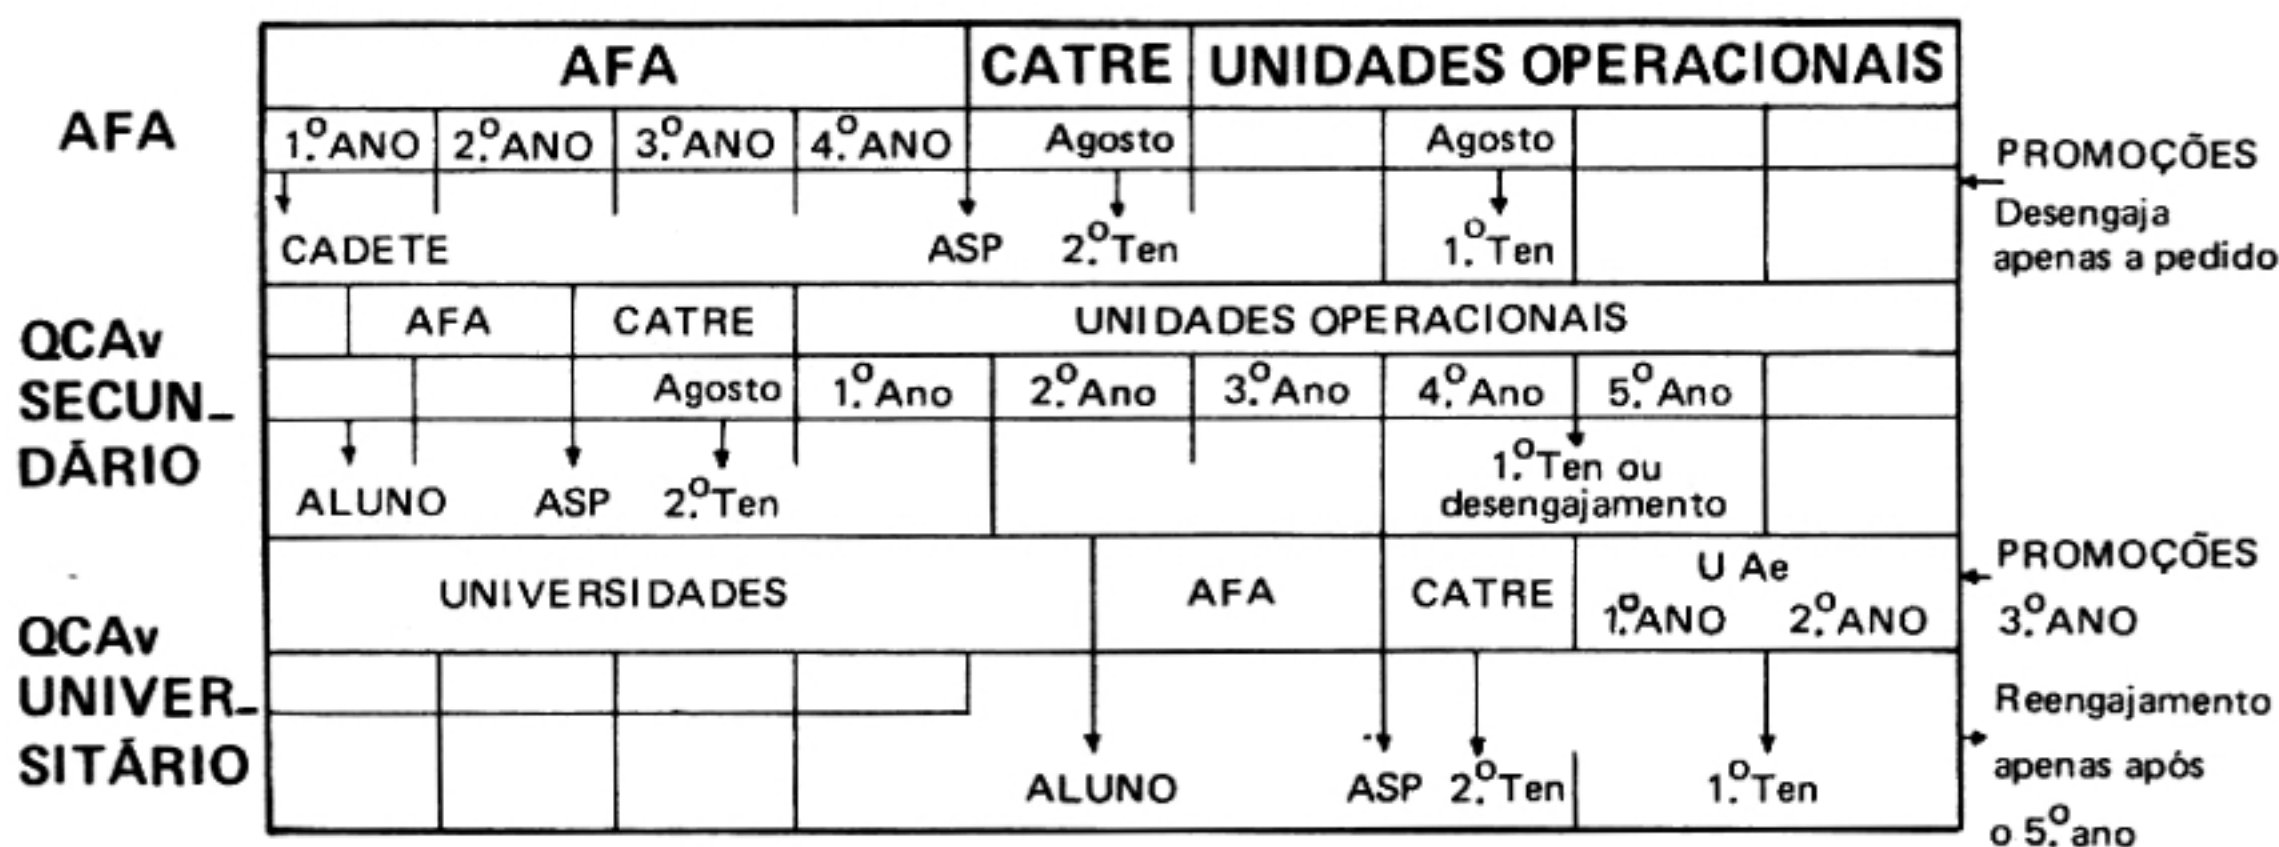 AFA CATRE UNIDADES OPERACIONAIS
AFA
1.º ANO 2.º ANO 3.º ANO 4.º ANO Agosto Agosto
PROMOÇÕES
Desengaja
apenas a pedido
CADETE ASP 2.º Ten 1.º Ten
QCAv
SECUN_
DÁRIO
AFA CATRE UNIDADES OPERACIONAIS
Agosto 1.º Ano 2.º Ano 3.º Ano 4.º Ano 5.º Ano
1.º Ten ou
desengajamento
ALUNO ASP 2.º Ten
QCAv
UNIVER_
SITÁRIO
UNIVERSIDADES AFA CATRE U Ae
1.º ANO 2.º ANO
PROMOÇÕES
3.º ANO
Reengajamento
apenas após
o 5.º ano
ALUNO ASP 2.º Ten 1.º Ten